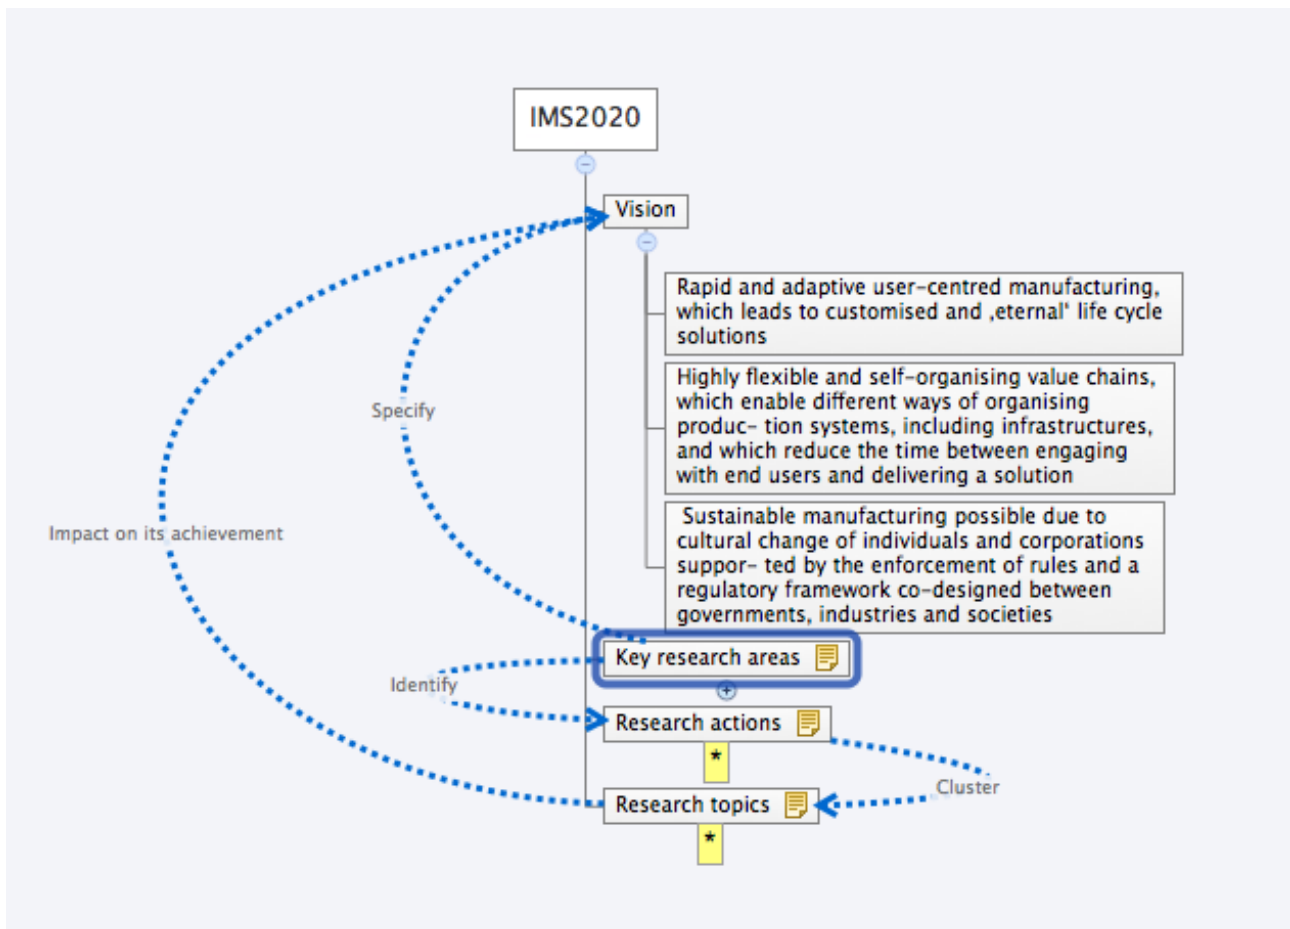 IMS2020
Vision
Rapid and adaptive user-centred manufacturing,
which leads to customised and ‚eternal‘ life cycle
solutions
Highly flexible and self-organising value chains,
which enable different ways of organising
produc- tion systems, including infrastructures,
and which reduce the time between engaging
with end users and delivering a solution
Specify
Impact on its achievement
Sustainable manufacturing possible due to
cultural change of individuals and corporations
suppor- ted by the enforcement of rules and a
regulatory framework co-designed between
governments, industries and societies
Key research areas
Identify
Research actions
*
Cluster
Research topics
*